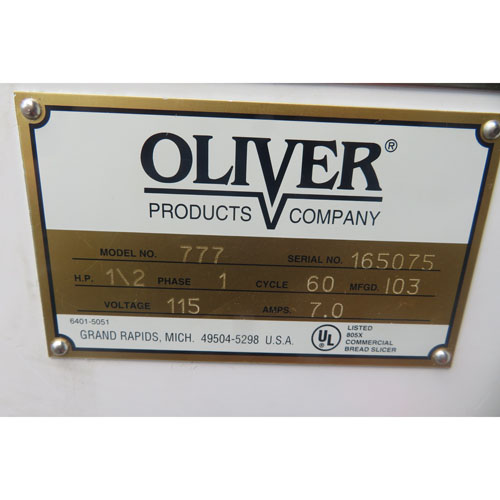 OLIVER®
PRODUCTS COMPANY
MODEL NO. 777 SERIAL NO. 165075
H.P. 1\2 PHASE 1 CYCLE 60 MFGD. 103
VOLTAGE 115 AMPS. 7.0
6401-5051
GRAND RAPIDS, MICH. 49504-5298 U.S.A.
UL
LISTED
805X
COMMERCIAL
BREAD SLICER